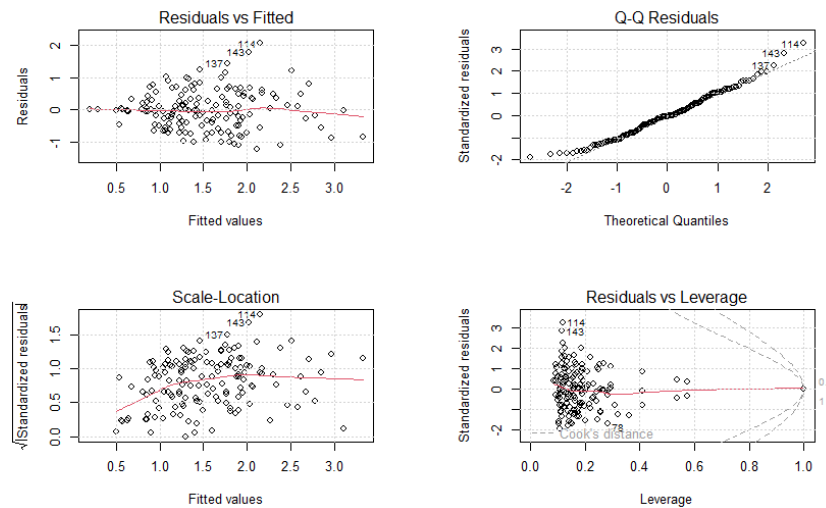 Residuals vs Fitted
Residuals
2
1
0
-1
114
143
137
0.5 1.0 1.5 2.0 2.5 3.0
Fitted values
Q-Q Residuals
Standardized residuals
3
2
1
0
-2
114
143
137
-2 -1 0 1 2
Theoretical Quantiles
Scale-Location
√|Standardized residuals|
1.5
1.0
0.5
0.0
114
143
137
0.5 1.0 1.5 2.0 2.5 3.0
Fitted values
Residuals vs Leverage
Standardized residuals
3
2
1
0
-2
114
143
78
Cook's distance
0
1
0.0 0.2 0.4 0.6 0.8 1.0
Leverage